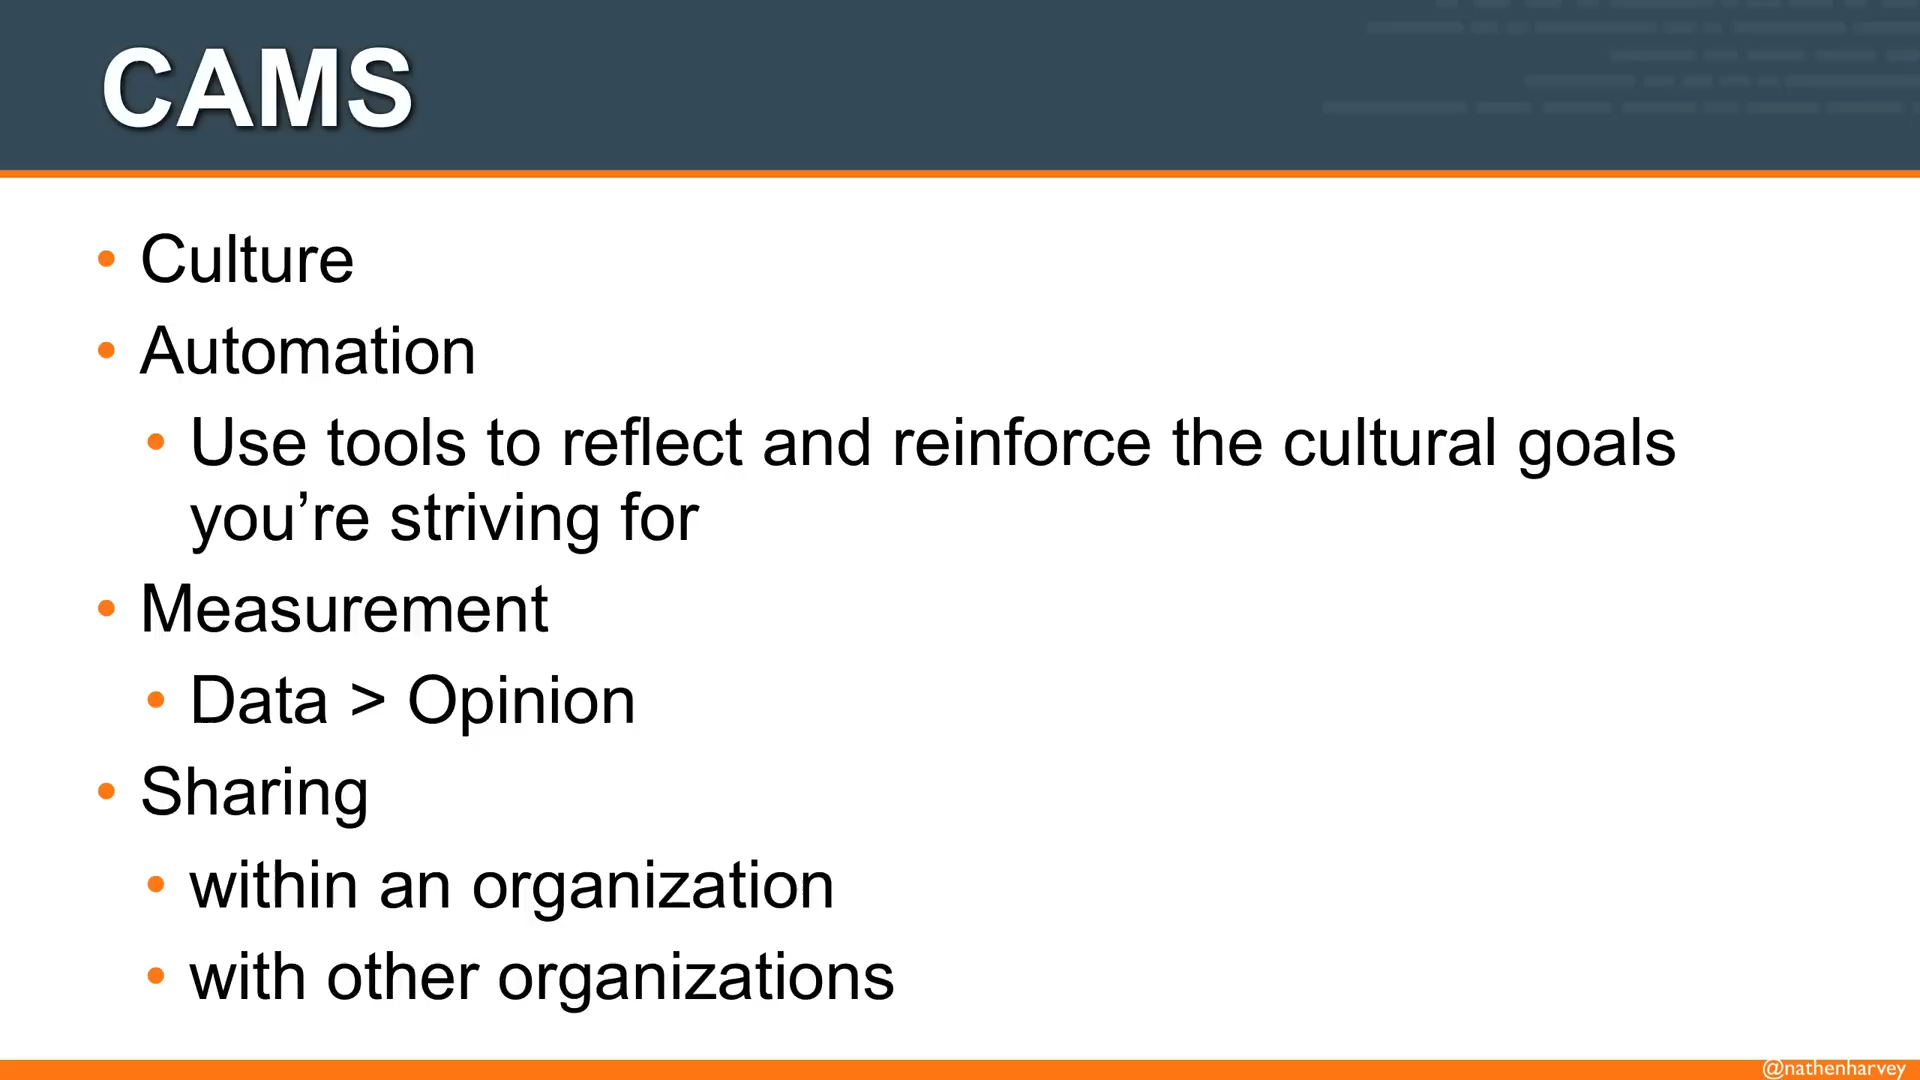 CAMS
• Culture
• Automation
• Use tools to reflect and reinforce the cultural goals
you’re striving for
• Measurement
• Data > Opinion
• Sharing
• within an organization
• with other organizations
@nathenharvey